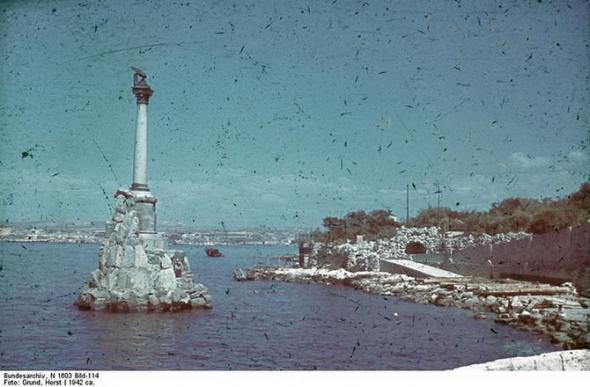 Bundesarchiv, N 1603 Bild-114
Foto: Grund, Horst | 1942 ca.